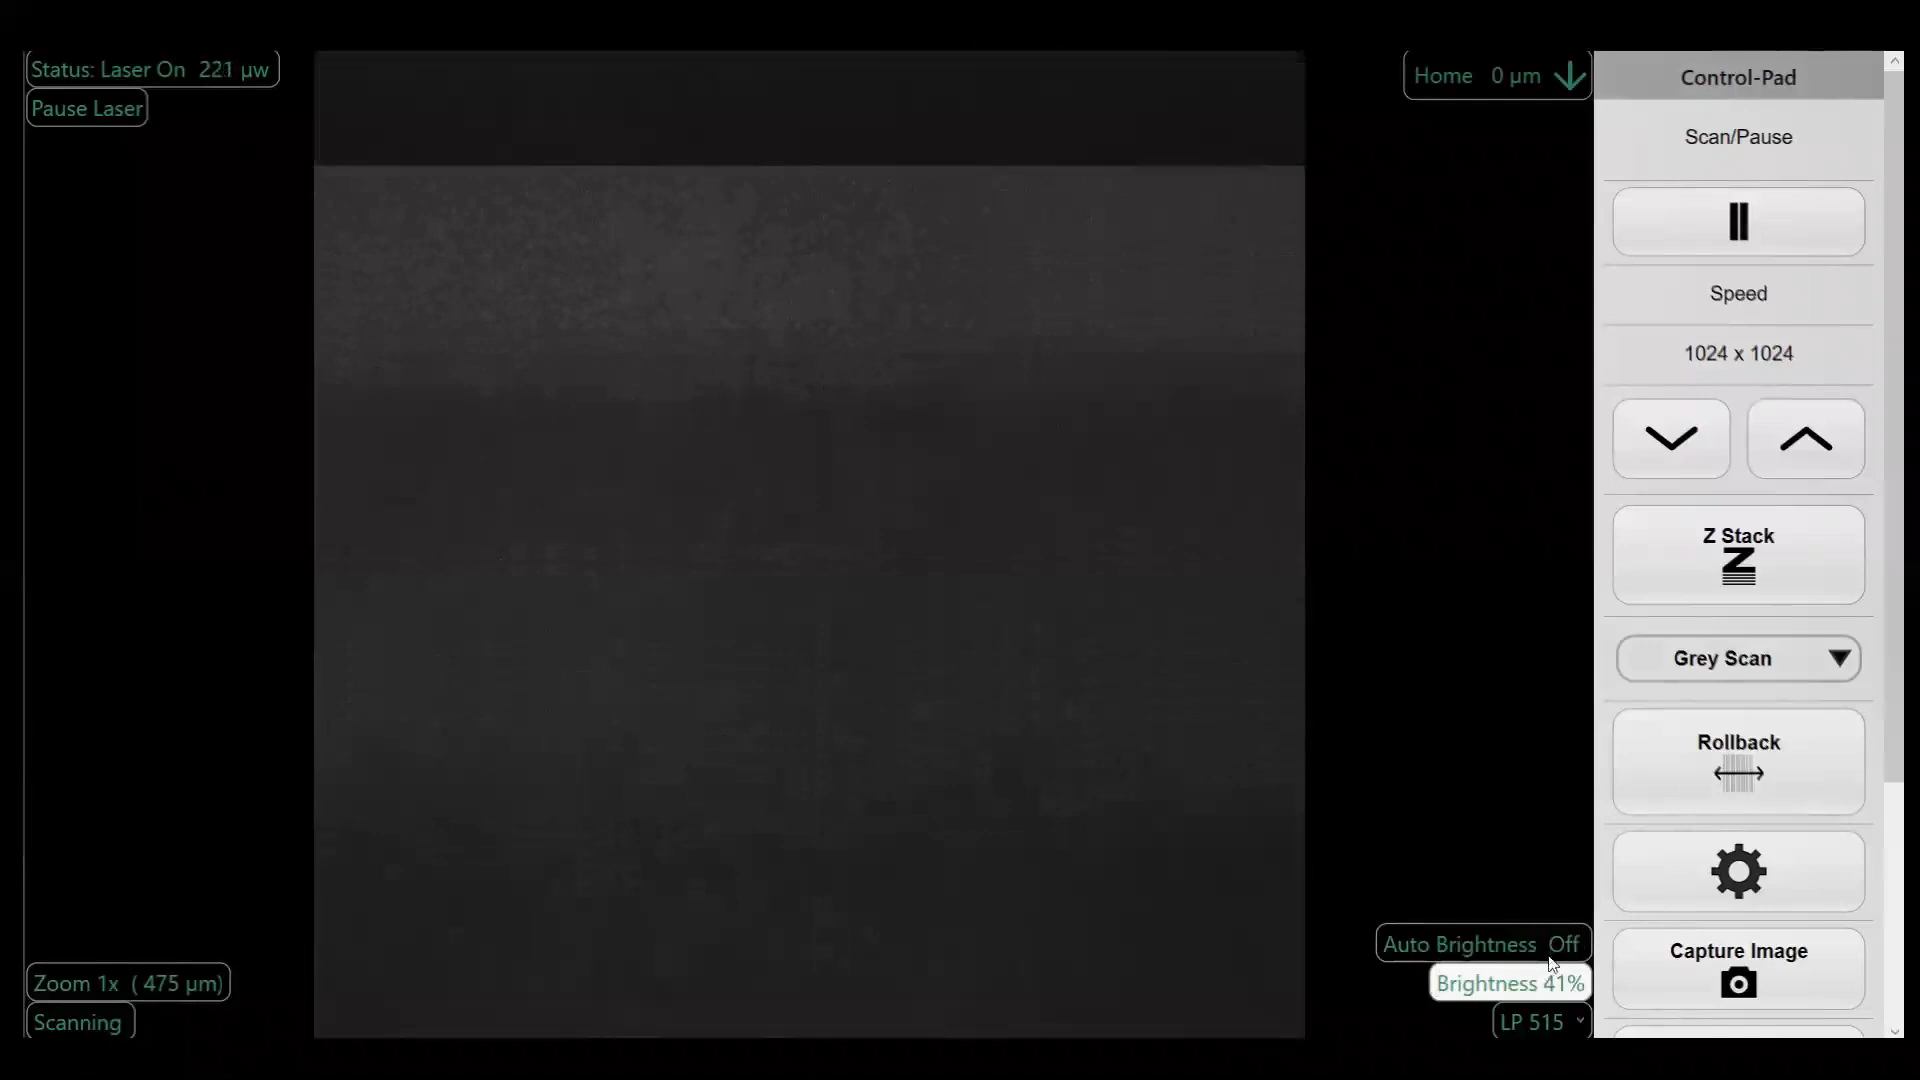 Status: Laser On 221 µw
Pause Laser
Home 0 µm
Control-Pad
Scan/Pause
Speed
1024 x 1024
Z Stack
Grey Scan
Rollback
Auto Brightness Off
Capture Image
Zoom 1x ( 475 µm)
Brightness 41%
Scanning
LP 515